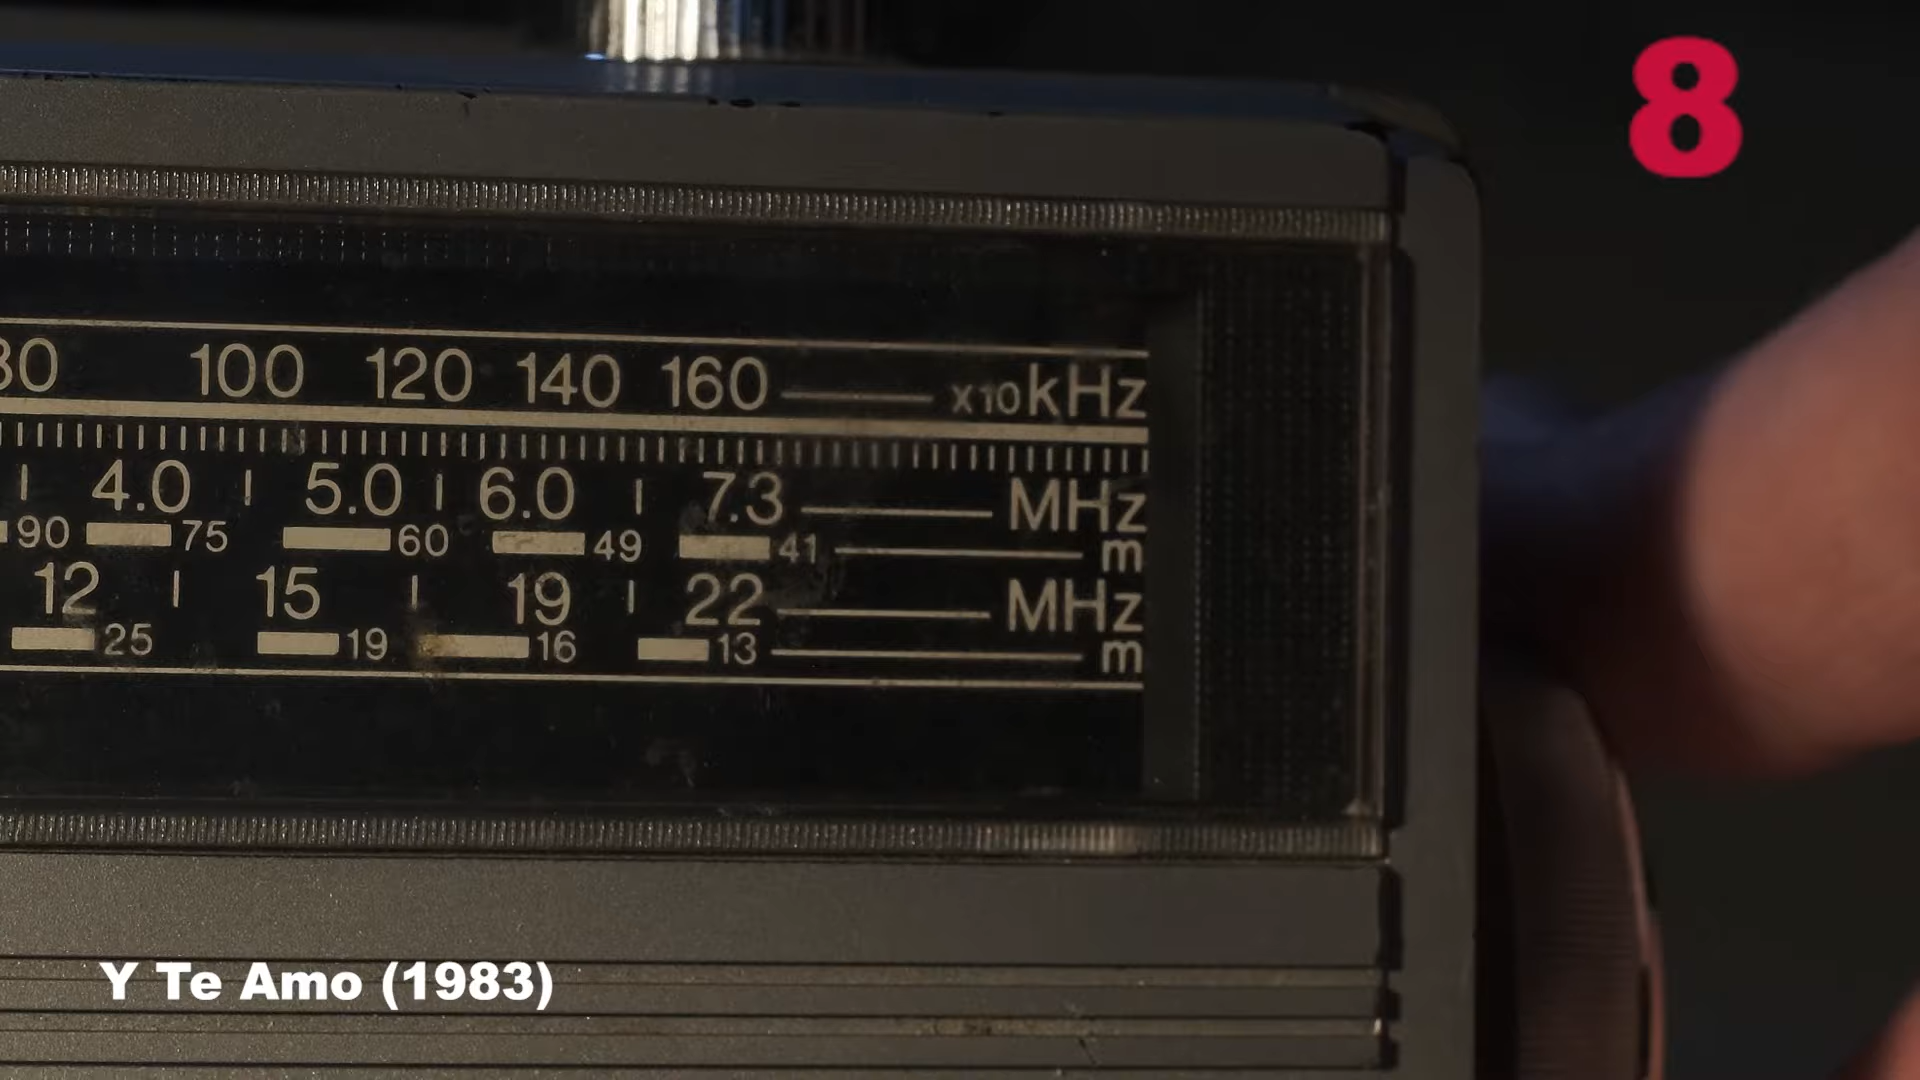 8
80 100 120 140 160 x10kHz
4.0 5.0 6.0 7.3 MHz
90 75 60 49 41 m
12 15 19 22 MHz
25 19 16 13 m
Y Te Amo (1983)